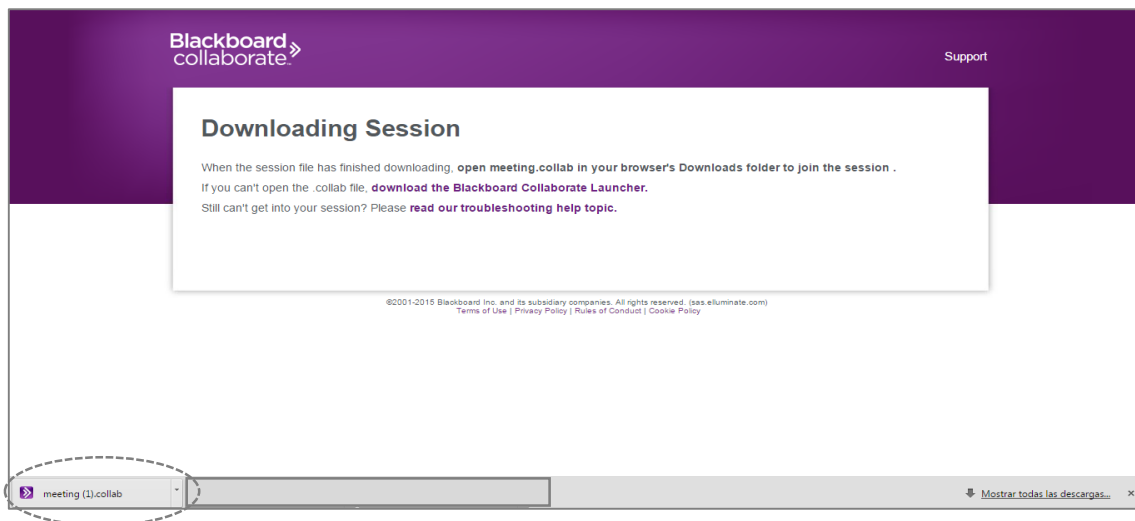 Blackboard
collaborate™
Support
Downloading Session
When the session file has finished downloading, open meeting.collab in your browser's Downloads folder to join the session .
If you can't open the .collab file, download the Blackboard Collaborate Launcher.
Still can't get into your session? Please read our troubleshooting help topic.
©2001-2015 Blackboard Inc. and its subsidiary companies. All rights reserved. (sas.elluminate.com)
Terms of Use | Privacy Policy | Rules of Conduct | Cookie Policy
meeting (1).collab
Mostrar todas las descargas...